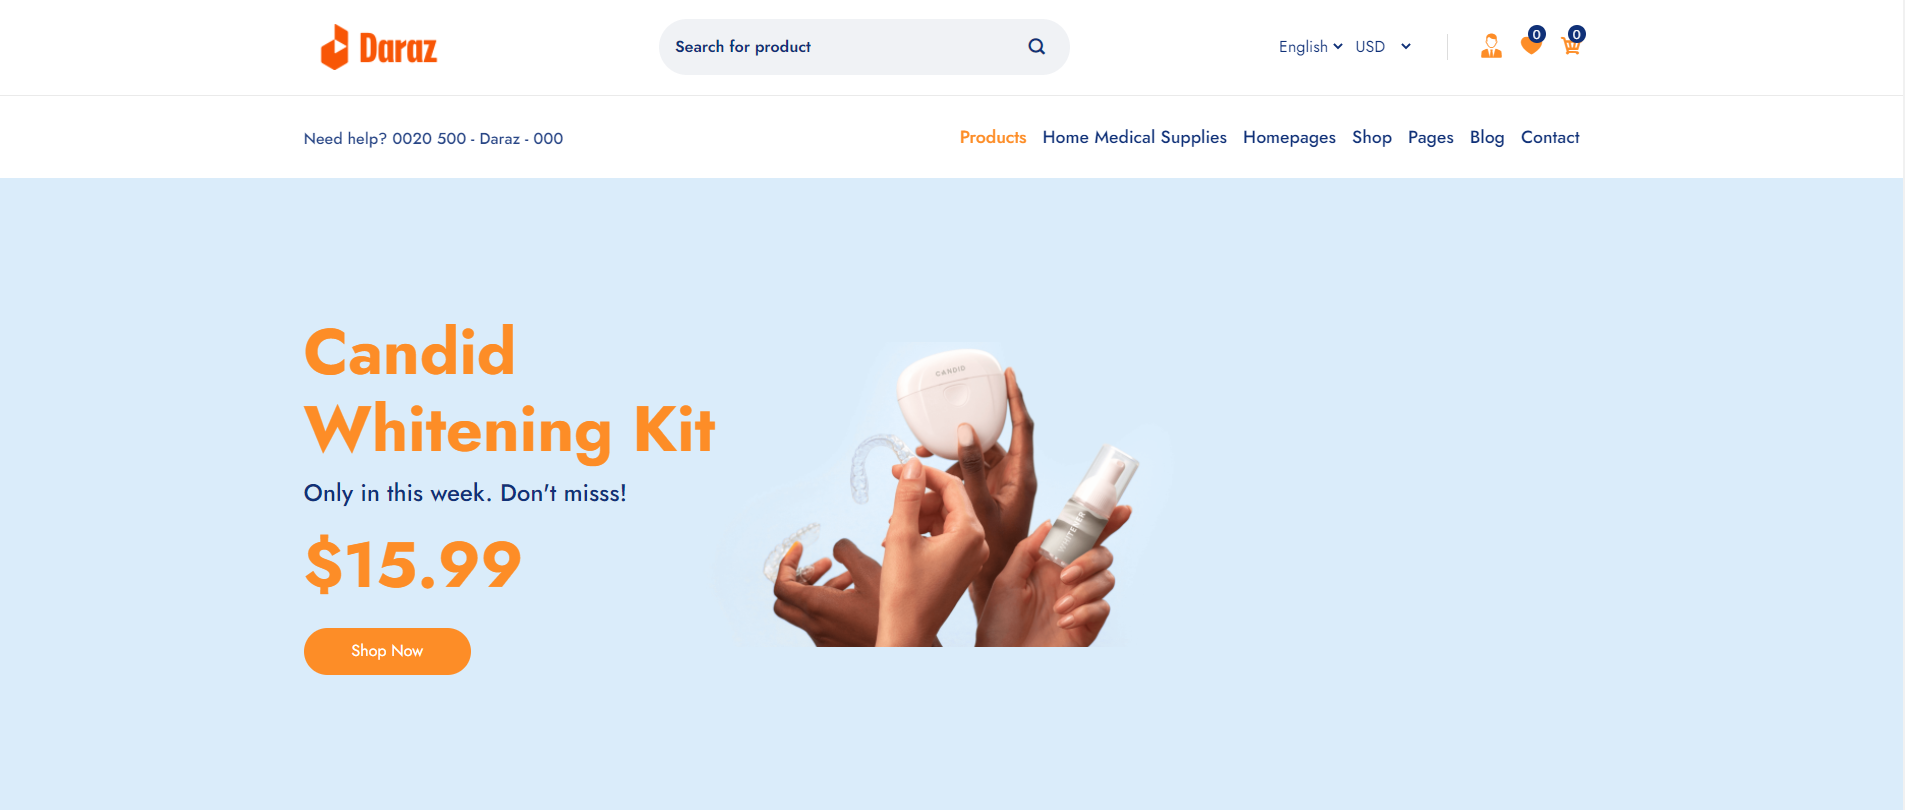 Daraz
Search for product
English USD
0
0
Need help? 0020 500 - Daraz - 000
Products Home Medical Supplies Homepages Shop Pages Blog Contact
Candid
Whitening Kit
Only in this week. Don't misss!
$15.99
Shop Now
CANDID
WHITENER